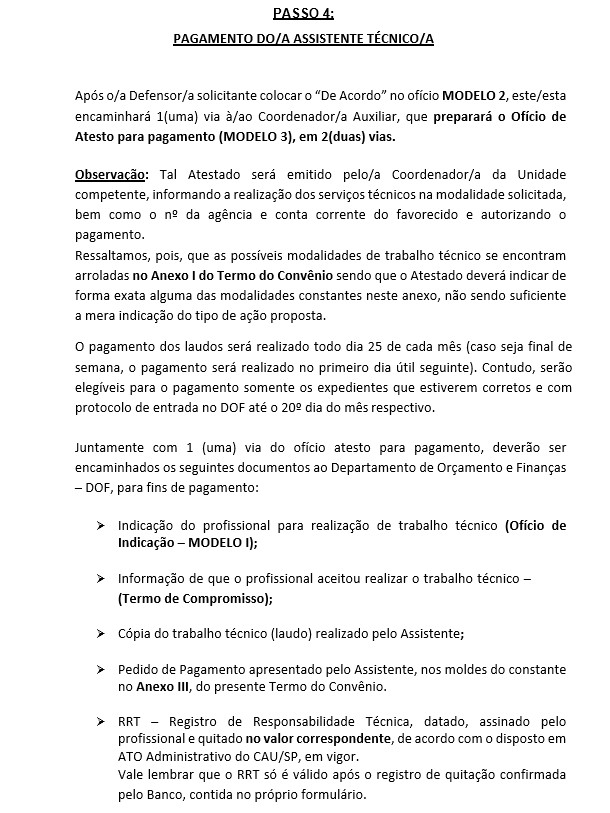 PASSO 4:
PAGAMENTO DO/A ASSISTENTE TÉCNICO/A
Após o/a Defensor/a solicitante colocar o “De Acordo” no ofício MODELO 2, este/esta
encaminhará 1(uma) via à/ao Coordenador/a Auxiliar, que preparará o Ofício de
Atesto para pagamento (MODELO 3), em 2(duas) vias.
Observação: Tal Atestado será emitido pelo/a Coordenador/a da Unidade
competente, informando a realização dos serviços técnicos na modalidade solicitada,
bem como o nº da agência e conta corrente do favorecido e autorizando o
pagamento.
Ressaltamos, pois, que as possíveis modalidades de trabalho técnico se encontram
arroladas no Anexo I do Termo do Convênio sendo que o Atestado deverá indicar de
forma exata alguma das modalidades constantes neste anexo, não sendo suficiente
a mera indicação do tipo de ação proposta.
O pagamento dos laudos será realizado todo dia 25 de cada mês (caso seja final de
semana, o pagamento será realizado no primeiro dia útil seguinte). Contudo, serão
elegíveis para o pagamento somente os expedientes que estiverem corretos e com
protocolo de entrada no DOF até o 20º dia do mês respectivo.
Juntamente com 1 (uma) via do ofício atesto para pagamento, deverão ser
encaminhados os seguintes documentos ao Departamento de Orçamento e Finanças
– DOF, para fins de pagamento:
➢ Indicação do profissional para realização de trabalho técnico (Ofício de
Indicação – MODELO I);
➢ Informação de que o profissional aceitou realizar o trabalho técnico –
(Termo de Compromisso);
➢ Cópia do trabalho técnico (laudo) realizado pelo Assistente;
➢ Pedido de Pagamento apresentado pelo Assistente, nos moldes do constante
no Anexo III, do presente Termo do Convênio.
➢ RRT – Registro de Responsabilidade Técnica, datado, assinado pelo
profissional e quitado no valor correspondente, de acordo com o disposto em
ATO Administrativo do CAU/SP, em vigor.
Vale lembrar que o RRT só é válido após o registro de quitação confirmada
pelo Banco, contida no próprio formulário.